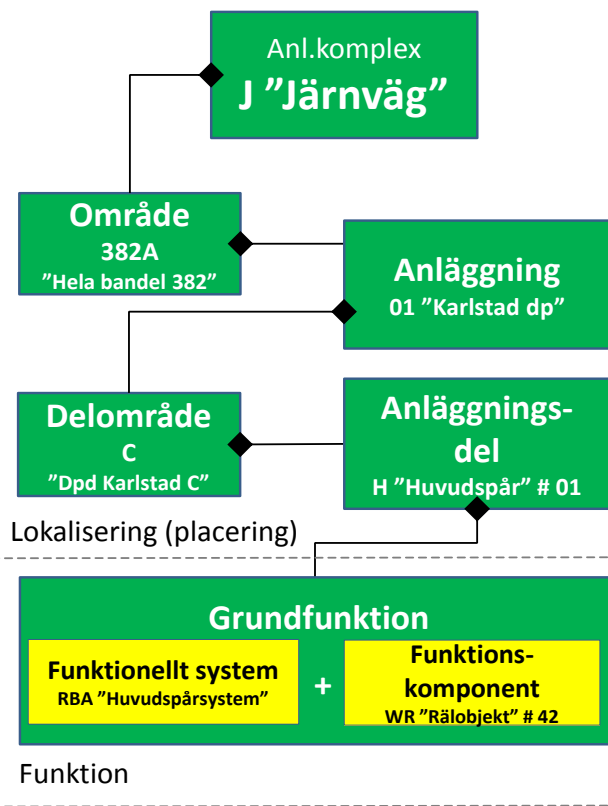 Anl.komplex
J ”Järnväg”
Område
382A
”Hela bandel 382”
Anläggning
01 ”Karlstad dp”
Delområde
C
”Dpd Karlstad C”
Anläggnings-
del
H ”Huvudspår” # 01
Lokalisering (placering)
Grundfunktion
Funktionellt system
RBA ”Huvudspårsystem”
+
Funktions-
komponent
WR ”Rälobjekt” # 42
Funktion